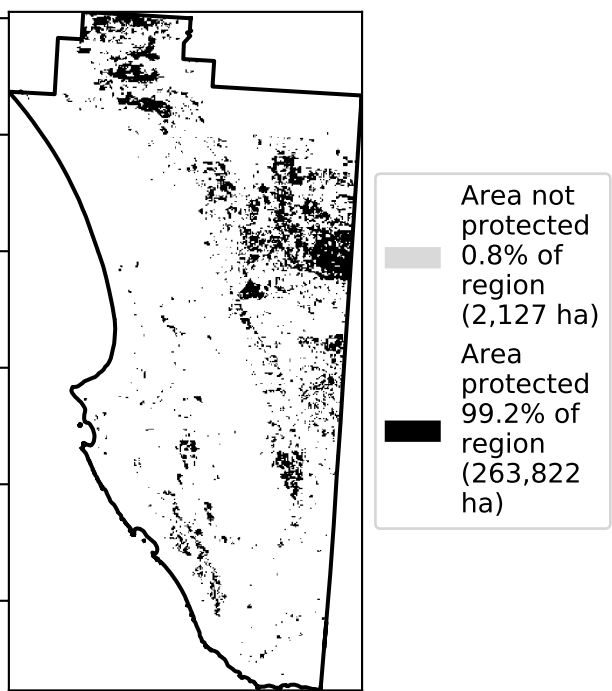 Area not
protected
0.8% of
region
(2,127 ha)
Area
protected
99.2% of
region
(263,822
ha)